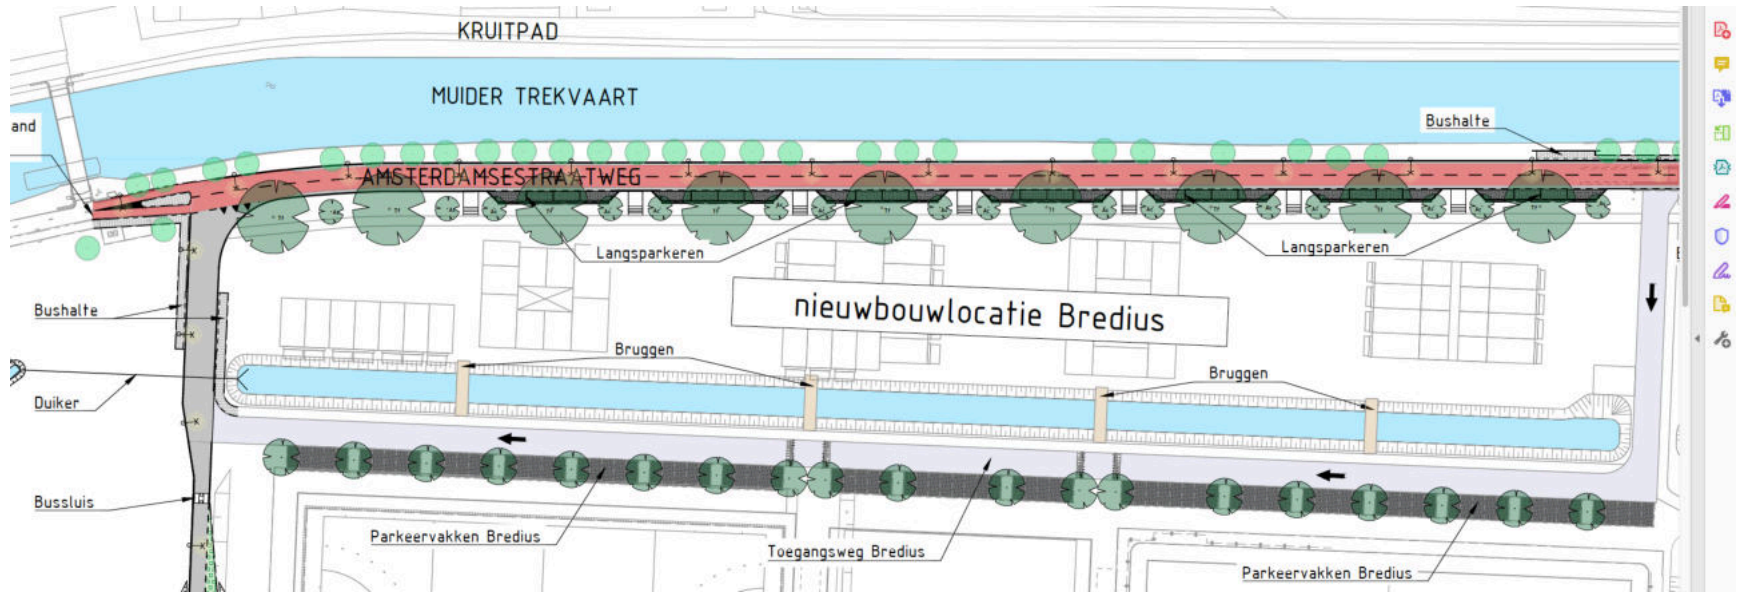 KRUITPAD
MUIDER TREKVAART
and
Bushalte
AMSTERDAMSESTRAATWEG
Langsparkeren
Langsparkeren
nieuwbouwlocatie Bredius
Bushalte
Bruggen
Bruggen
Duiker
Bussluis
Parkeervakken Bredius
Toegangsweg Bredius
Parkeervakken Bredius